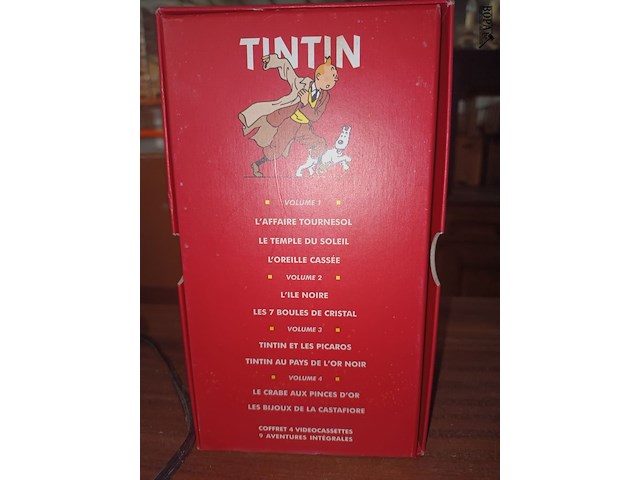 TINTIN
VOLUME 1
L'AFFAIRE TOURNESOL
LE TEMPLE DU SOLEIL
L'OREILLE CASSÉE
VOLUME 2
L'ILE NOIRE
LES 7 BOULES DE CRISTAL
VOLUME 3
TINTIN ET LES PICAROS
TINTIN AU PAYS DE L'OR NOIR
VOLUME 4
LE CRABE AUX PINCES D'OR
LES BIJOUX DE LA CASTAFIORE
COFFRET 4 VIDEOCASSETTES
9 AVENTURES INTÉGRALES